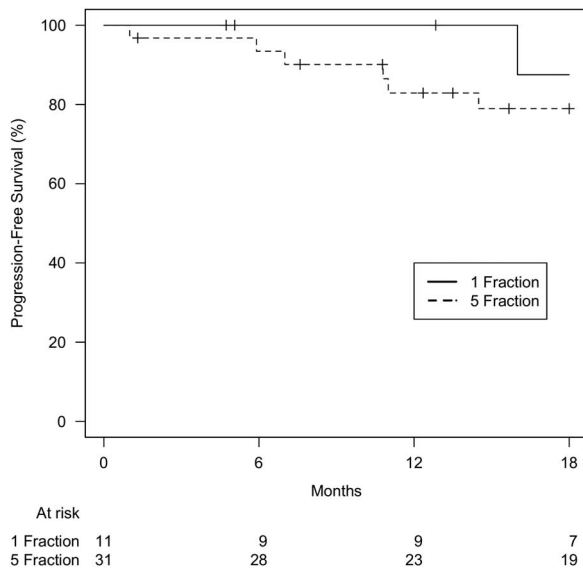 Progression-Free Survival (%)
100
80
60
40
20
0
1 Fraction
5 Fraction
0 6 12 18
Months
At risk
1 Fraction 11 9 9 7
5 Fraction 31 28 23 19